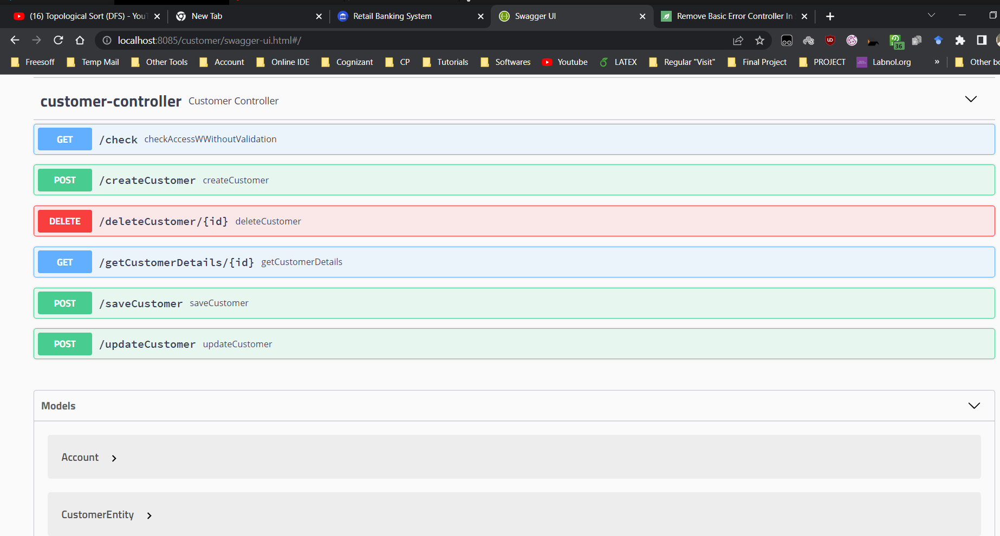 (16) Topological Sort (DFS) - You
New Tab
Retail Banking System
Swagger UI
Remove Basic Error Controller In
localhost:8085/customer/swagger-ui.html#/
36
Freesoff
Temp Mail
Other Tools
Account
Online IDE
Cognizant
CP
Tutorials
Softwares
Youtube
LATEX
Regular "Visit"
Final Project
PROJECT
Labnol.org
»
Other bo
customer-controller Customer Controller
GET /check checkAccessWWithoutValidation
POST /createCustomer createCustomer
DELETE /deleteCustomer/{id} deleteCustomer
GET /getCustomerDetails/{id} getCustomerDetails
POST /saveCustomer saveCustomer
POST /updateCustomer updateCustomer
Models
Account
CustomerEntity